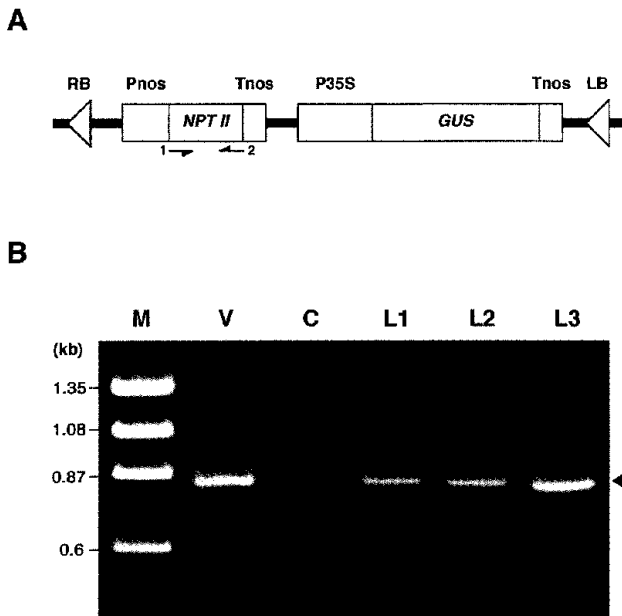 A
RB Pnos Tnos P35S Tnos LB
NPT II GUS
1 2
B
M V C L1 L2 L3
(kb)
1.35
1.08
0.87
0.6